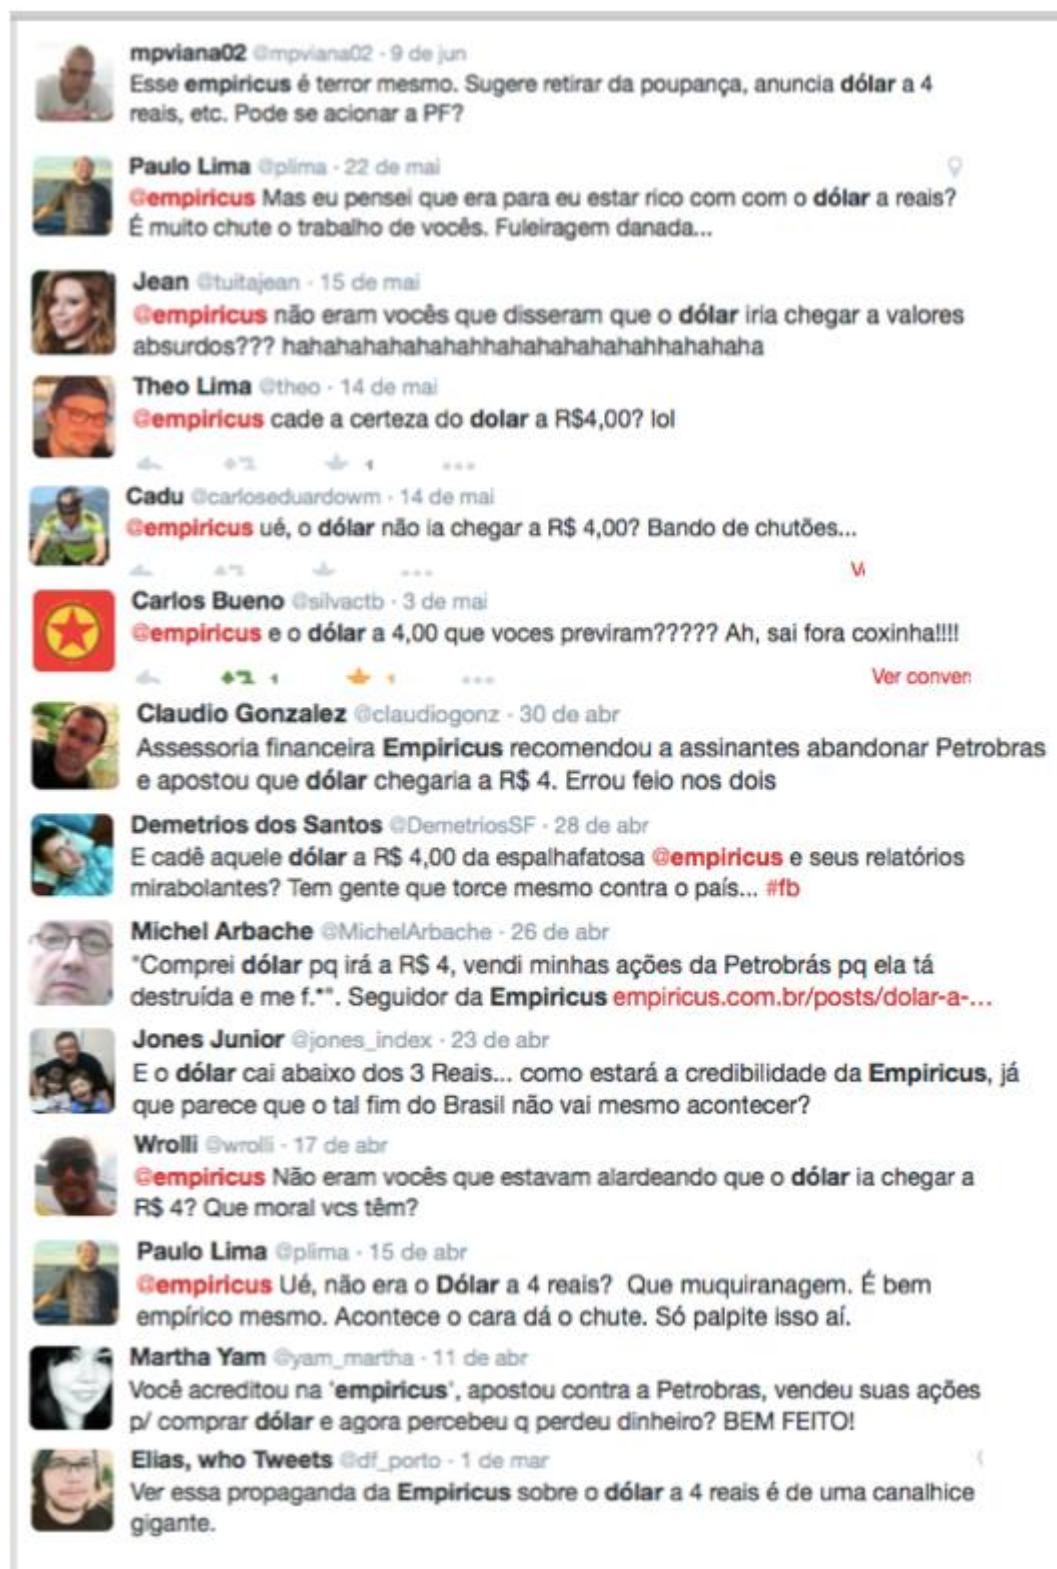 mpviana02 @mpviana02 · 9 de jun
Esse empiricus é terror mesmo. Sugere retirar da poupança, anuncia dólar a 4
reais, etc. Pode se acionar a PF?
Paulo Lima @plima · 22 de mai
@empiricus Mas eu pensei que era para eu estar rico com com o dólar a reais?
É muito chute o trabalho de vocês. Fuleiragem danada...
Jean @tuitajean · 15 de mai
@empiricus não eram vocês que disseram que o dólar iria chegar a valores
absurdos??? hahahahahahahahhahahahahahahhahahaha
Theo Lima @theo · 14 de mai
@empiricus cade a certeza do dolar a R$4,00? lol
1
Cadu @carloseduardowm · 14 de mai
@empiricus ué, o dólar não ia chegar a R$ 4,00? Bando de chutões...
Carlos Bueno @silvactb · 3 de mai
@empiricus e o dólar a 4,00 que voces previram????? Ah, sai fora coxinha!!!!
1 1 Ver conver
Claudio Gonzalez @claudiogonz · 30 de abr
Assessoria financeira Empiricus recomendou a assinantes abandonar Petrobras
e apostou que dólar chegaria a R$ 4. Errou feio nos dois
Demetrios dos Santos @DemetriosSF · 28 de abr
E cadê aquele dólar a R$ 4,00 da espalhafatosa @empiricus e seus relatórios
mirabolantes? Tem gente que torce mesmo contra o país... #fb
Michel Arbache @MichelArbache · 26 de abr
"Comprei dólar pq irá a R$ 4, vendi minhas ações da Petrobrás pq ela tá
destruída e me f.*". Seguidor da Empiricus empiricus.com.br/posts/dolar-a-...
Jones Junior @jones_index · 23 de abr
E o dólar cai abaixo dos 3 Reais... como estará a credibilidade da Empiricus, já
que parece que o tal fim do Brasil não vai mesmo acontecer?
Wrolli @wrolli · 17 de abr
@empiricus Não eram vocês que estavam alardeando que o dólar ia chegar a
R$ 4? Que moral vcs têm?
Paulo Lima @plima · 15 de abr
@empiricus Ué, não era o Dólar a 4 reais? Que muquiranagem. É bem
empírico mesmo. Acontece o cara dá o chute. Só palpite isso aí.
Martha Yam @yam_martha · 11 de abr
Você acreditou na 'empiricus', apostou contra a Petrobras, vendeu suas ações
p/ comprar dólar e agora percebeu q perdeu dinheiro? BEM FEITO!
Elias, who Tweets @df_porto · 1 de mar
Ver essa propaganda da Empiricus sobre o dólar a 4 reais é de uma canalhice
gigante.